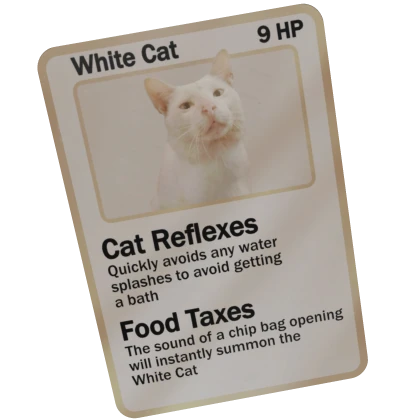 White Cat
9 HP
Cat Reflexes
Quickly avoids any water
splashes to avoid getting
a bath
Food Taxes
The sound of a chip bag opening
will instantly summon the
White Cat